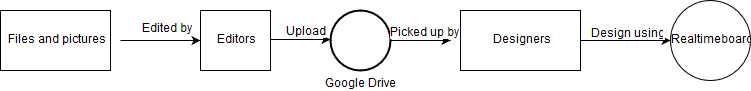 Files and pictures
Edited by
Editors
Upload
Google Drive
Picked up by
Designers
Design using
Realtimeboard